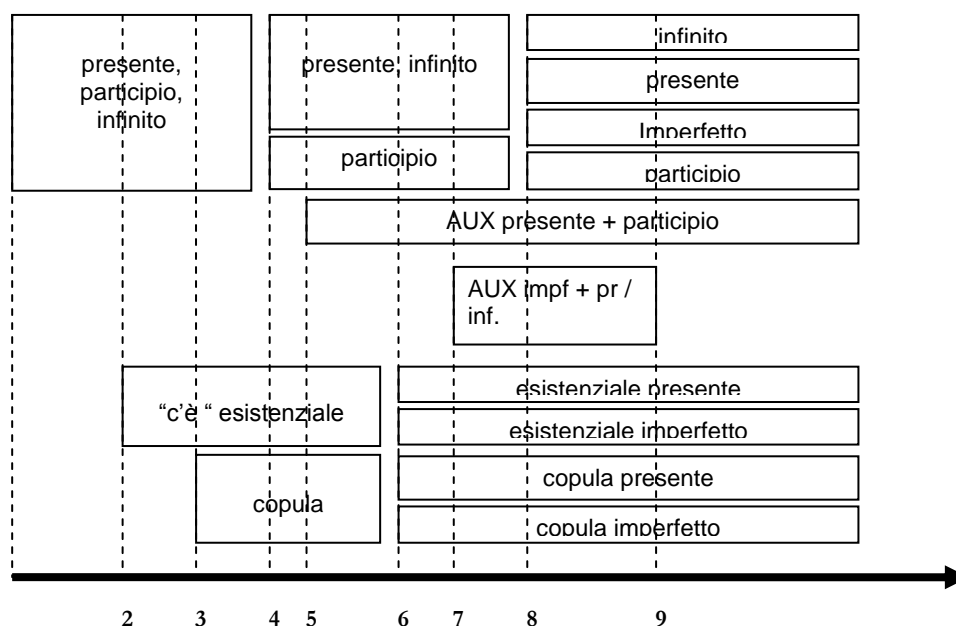 presente,
participio,
infinito
presente, infinito
participio
infinito
presente
Imperfetto
participio
AUX presente + participio
AUX impf + pr /
inf.
“c’è “ esistenziale
copula
esistenziale presente
esistenziale imperfetto
copula presente
copula imperfetto
2 3 4 5 6 7 8 9